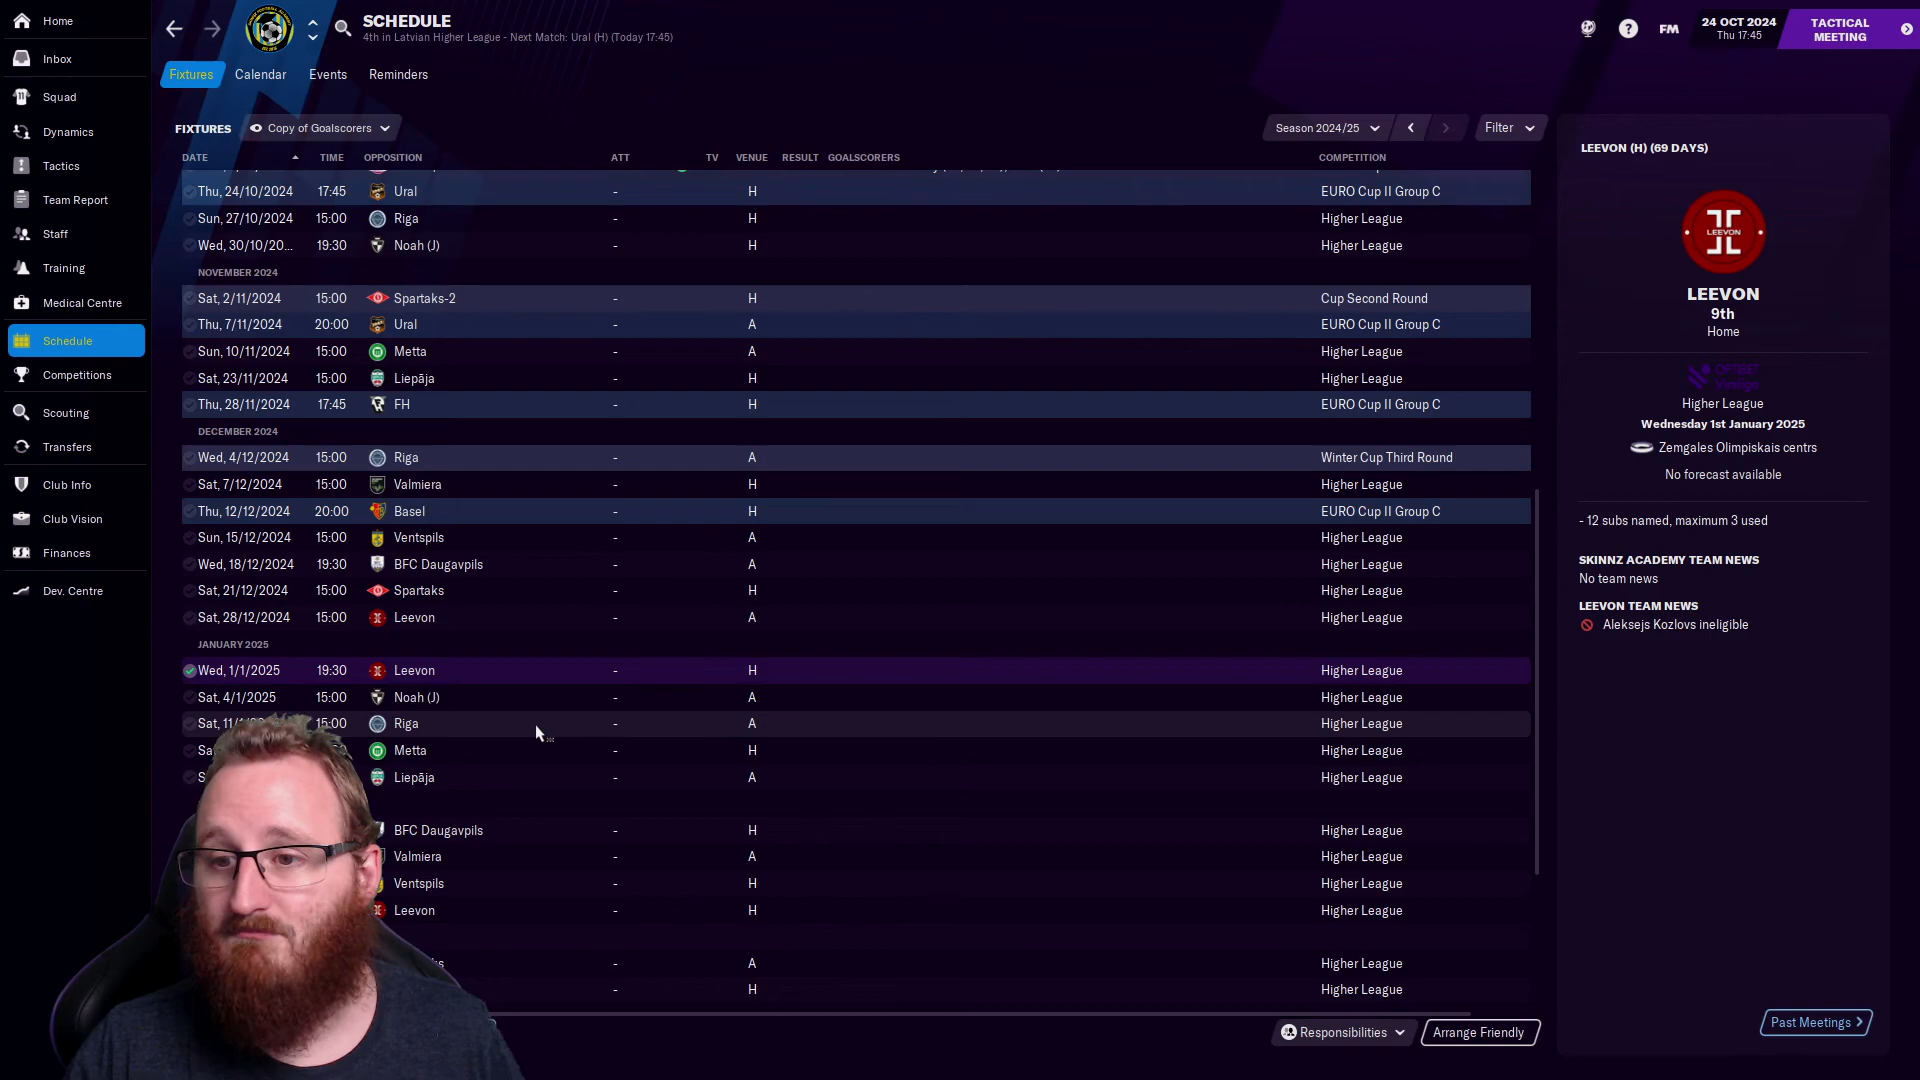 Home
Inbox
Squad
Dynamics
Tactics
Team Report
Staff
Training
Medical Centre
Schedule
Competitions
Scouting
Transfers
Club Info
Club Vision
Finances
Dev. Centre
SCHEDULE
4th in Latvian Higher League - Next Match: Ural (H) (Today 17:45)
FM
24 OCT 2024
Thu 17:45
TACTICAL MEETING
Fixtures Calendar Events Reminders
FIXTURES Copy of Goalscorers Season 2024/25 Filter
DATE TIME OPPOSITION ATT TV VENUE RESULT GOALSCORERS COMPETITION
Thu, 24/10/2024 17:45 Ural - H EURO Cup II Group C
Sun, 27/10/2024 15:00 Riga - H Higher League
Wed, 30/10/20... 19:30 Noah (J) - H Higher League
NOVEMBER 2024
Sat, 2/11/2024 15:00 Spartaks-2 - H Cup Second Round
Thu, 7/11/2024 20:00 Ural - A EURO Cup II Group C
Sun, 10/11/2024 15:00 Metta - A Higher League
Sat, 23/11/2024 15:00 Liepāja - H Higher League
Thu, 28/11/2024 17:45 FH - H EURO Cup II Group C
DECEMBER 2024
Wed, 4/12/2024 15:00 Riga - A Winter Cup Third Round
Sat, 7/12/2024 15:00 Valmiera - H Higher League
Thu, 12/12/2024 20:00 Basel - H EURO Cup II Group C
Sun, 15/12/2024 15:00 Ventspils - A Higher League
Wed, 18/12/2024 19:30 BFC Daugavpils - A Higher League
Sat, 21/12/2024 15:00 Spartaks - H Higher League
Sat, 28/12/2024 15:00 Leevon - A Higher League
JANUARY 2025
Wed, 1/1/2025 19:30 Leevon - H Higher League
Sat, 4/1/2025 15:00 Noah (J) - A Higher League
Sat, 15:00 Riga - A Higher League
Metta - H Higher League
Liepāja - A Higher League
BFC Daugavpils - H Higher League
Valmiera - A Higher League
Ventspils - H Higher League
Leevon - H Higher League
- A Higher League
- H Higher League
Responsibilities Arrange Friendly
LEEVON (H) (69 DAYS)
LEEVON
LEEVON
9th
Home
OPTIBET
Virslīga
Higher League
Wednesday 1st January 2025
Zemgales Olimpiskais centrs
No forecast available
- 12 subs named, maximum 3 used
SKINNZ ACADEMY TEAM NEWS
No team news
LEEVON TEAM NEWS
Aleksejs Kozlovs ineligible
Past Meetings